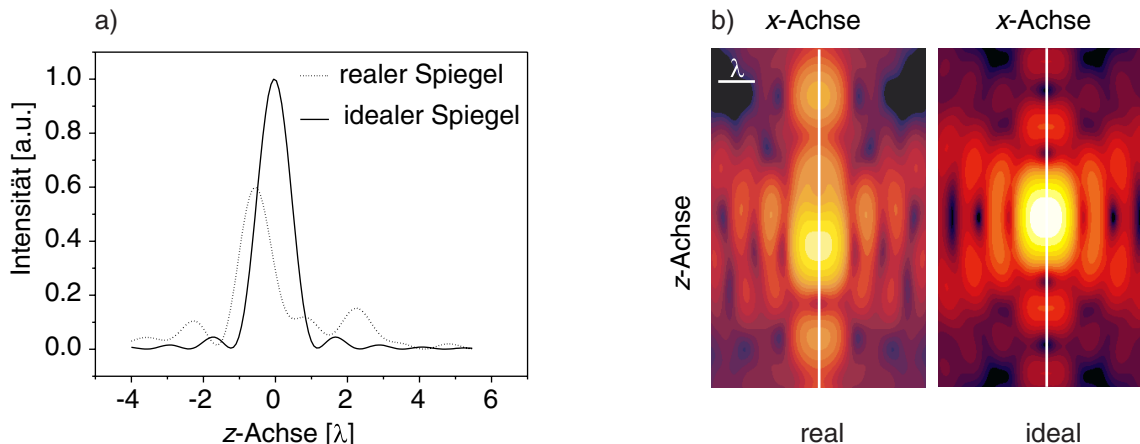 a)
Intensität [a.u.]
1.0
0.8
0.6
0.4
0.2
0.0
realer Spiegel
idealer Spiegel
-4 -2 0 2 4 6
z-Achse [λ]
b)
x-Achse x-Achse
λ
z-Achse
real ideal